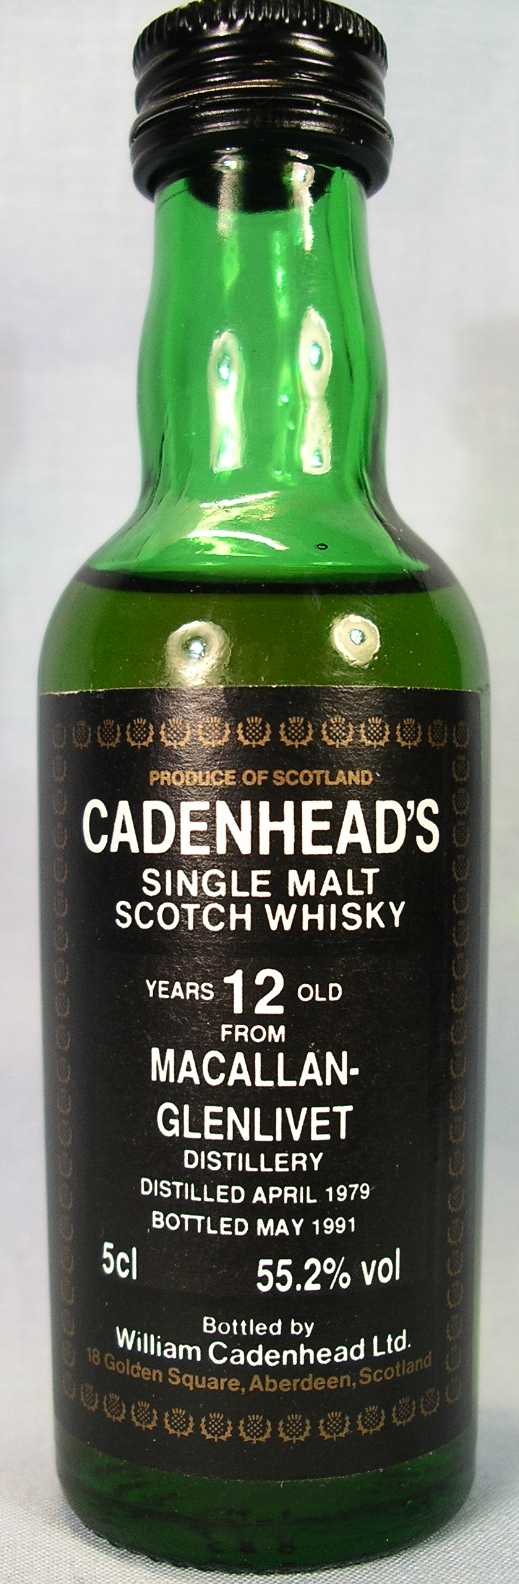 PRODUCE OF SCOTLAND
CADENHEAD'S
SINGLE MALT
SCOTCH WHISKY
YEARS 12 OLD
FROM
MACALLAN-
GLENLIVET
DISTILLERY
DISTILLED APRIL 1979
BOTTLED MAY 1991
5cl 55.2% vol
Bottled by
William Cadenhead Ltd.
18 Golden Square, Aberdeen, Scotland